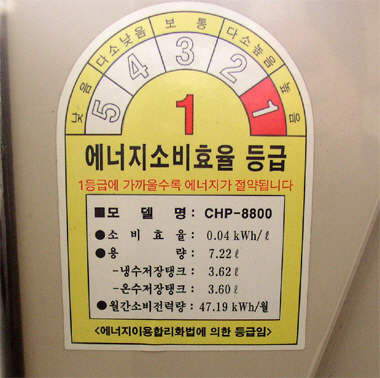 낮음 다소낮음 보통 다소높음 높음
5 4 3 2 1
1
에너지소비효율 등급
1등급에 가까울수록 에너지가 절약됩니다
■모 델 명 : CHP-8800
●소 비 효 율 : 0.04 kWh/ℓ
●용 량 : 7.22ℓ
-냉수저장탱크 : 3.62ℓ
-온수저장탱크 : 3.60ℓ
●월간소비전력량 : 47.19 kWh/월
<에너지이용합리화법에 의한 등급임>